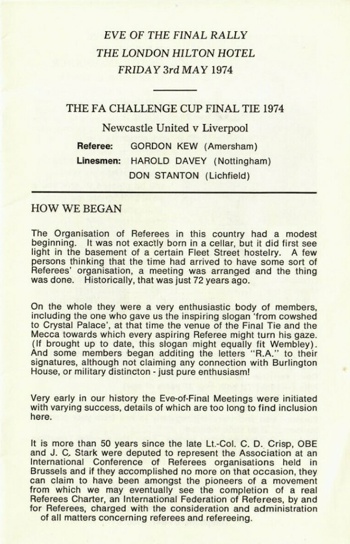 EVE OF THE FINAL RALLY
THE LONDON HILTON HOTEL
FRIDAY 3rd MAY 1974
THE FA CHALLENGE CUP FINAL TIE 1974
Newcastle United v Liverpool
Referee: GORDON KEW (Amersham)
Linesmen: HAROLD DAVEY (Nottingham)
DON STANTON (Lichfield)
HOW WE BEGAN
The Organisation of Referees in this country had a modest
beginning. It was not exactly born in a cellar, but it did first see
light in the basement of a certain Fleet Street hostelry. A few
persons thinking that the time had arrived to have some sort of
Referees' organisation, a meeting was arranged and the thing
was done. Historically, that was just 72 years ago.
On the whole they were a very enthusiastic body of members,
including the one who gave us the inspiring slogan 'from cowshed
to Crystal Palace', at that time the venue of the Final Tie and the
Mecca towards which every aspiring Referee might turn his gaze.
(If brought up to date, this slogan might equally fit Wembley).
And some members began additing the letters "R.A." to their
signatures, although not claiming any connection with Burlington
House, or military distincton - just pure enthusiasm!
Very early in our history the Eve-of-Final Meetings were initiated
with varying success, details of which are too long to find inclusion
here.
It is more than 50 years since the late Lt.-Col. C. D. Crisp, OBE
and J. C. Stark were deputed to represent the Association at an
International Conference of Referees organisations held in
Brussels and if they accomplished no more on that occasion, they
can claim to have been amongst the pioneers of a movement
from which we may eventually see the completion of a real
Referees Charter, an International Federation of Referees, by and
for Referees, charged with the consideration and administration
of all matters concerning referees and refereeing.